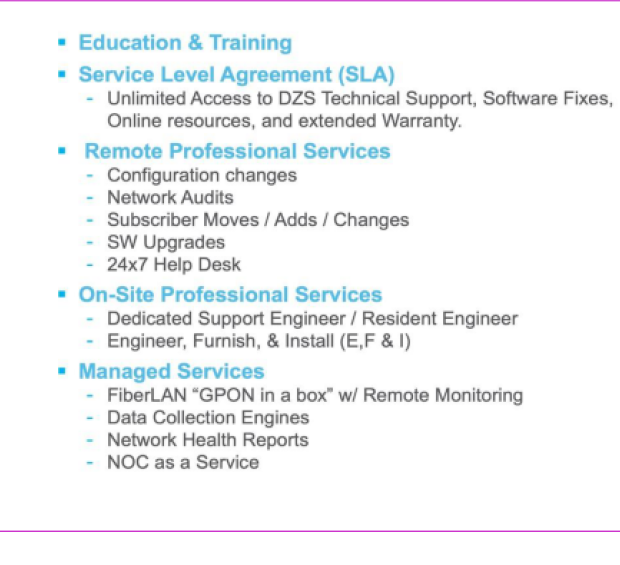 ▪ Education & Training
▪ Service Level Agreement (SLA)
- Unlimited Access to DZS Technical Support, Software Fixes,
Online resources, and extended Warranty.
▪ Remote Professional Services
- Configuration changes
- Network Audits
- Subscriber Moves / Adds / Changes
- SW Upgrades
- 24x7 Help Desk
▪ On-Site Professional Services
- Dedicated Support Engineer / Resident Engineer
- Engineer, Furnish, & Install (E,F & I)
▪ Managed Services
- FiberLAN “GPON in a box” w/ Remote Monitoring
- Data Collection Engines
- Network Health Reports
- NOC as a Service